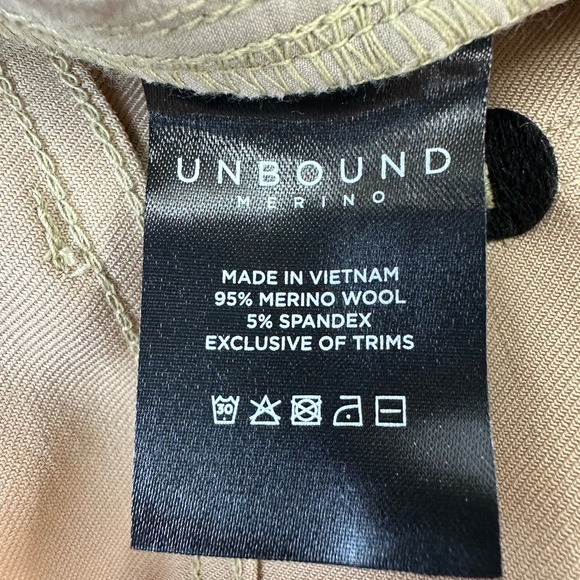 UNBOUND
MERINO
MADE IN VIETNAM
95% MERINO WOOL
5% SPANDEX
EXCLUSIVE OF TRIMS
30